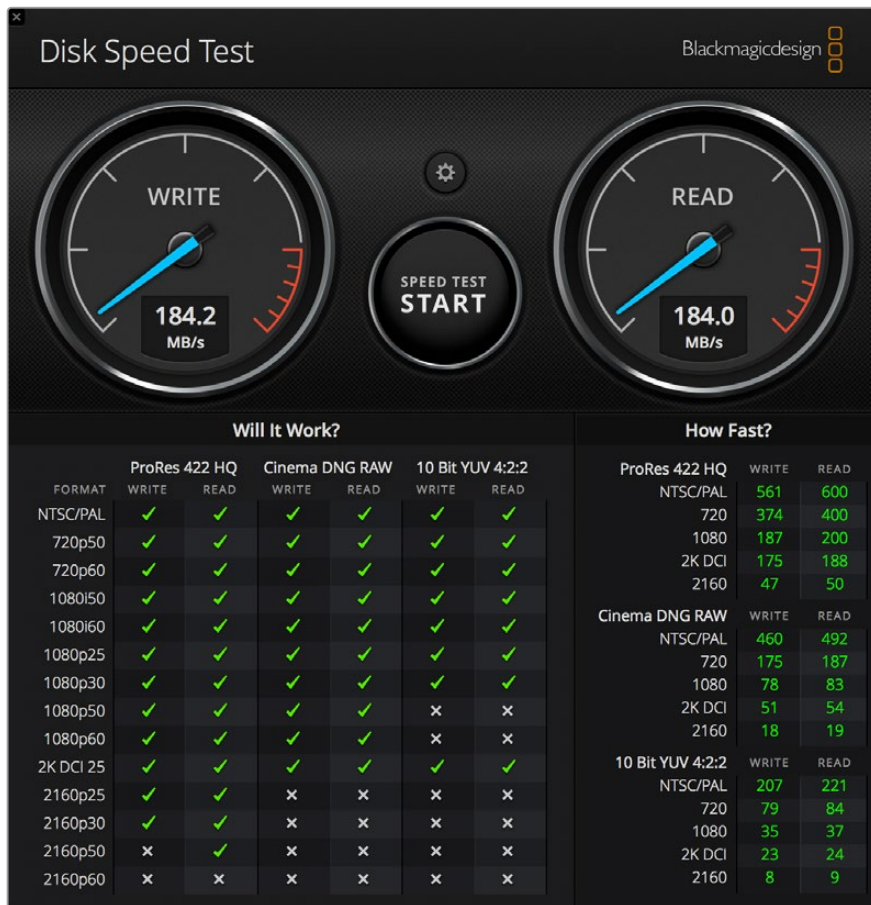 Disk Speed Test
Blackmagicdesign
WRITE
184.2
MB/s
SPEED TEST
START
READ
184.0
MB/s
Will It Work?
ProRes 422 HQ Cinema DNG RAW 10 Bit YUV 4:2:2
FORMAT WRITE READ WRITE READ WRITE READ
NTSC/PAL ✓ ✓ ✓ ✓ ✓ ✓
720p50 ✓ ✓ ✓ ✓ ✓ ✓
720p60 ✓ ✓ ✓ ✓ ✓ ✓
1080i50 ✓ ✓ ✓ ✓ ✓ ✓
1080i60 ✓ ✓ ✓ ✓ ✓ ✓
1080p25 ✓ ✓ ✓ ✓ ✓ ✓
1080p30 ✓ ✓ ✓ ✓ ✓ ✓
1080p50 ✓ ✓ ✓ ✓ × ×
1080p60 ✓ ✓ ✓ ✓ × ×
2K DCI 25 ✓ ✓ ✓ ✓ ✓ ✓
2160p25 ✓ ✓ × × × ×
2160p30 ✓ ✓ × × × ×
2160p50 × ✓ × × × ×
2160p60 × × × × × ×
How Fast?
ProRes 422 HQ WRITE READ
NTSC/PAL 561 600
720 374 400
1080 187 200
2K DCI 175 188
2160 47 50
Cinema DNG RAW WRITE READ
NTSC/PAL 460 492
720 175 187
1080 78 83
2K DCI 51 54
2160 18 19
10 Bit YUV 4:2:2 WRITE READ
NTSC/PAL 207 221
720 79 84
1080 35 37
2K DCI 23 24
2160 8 9